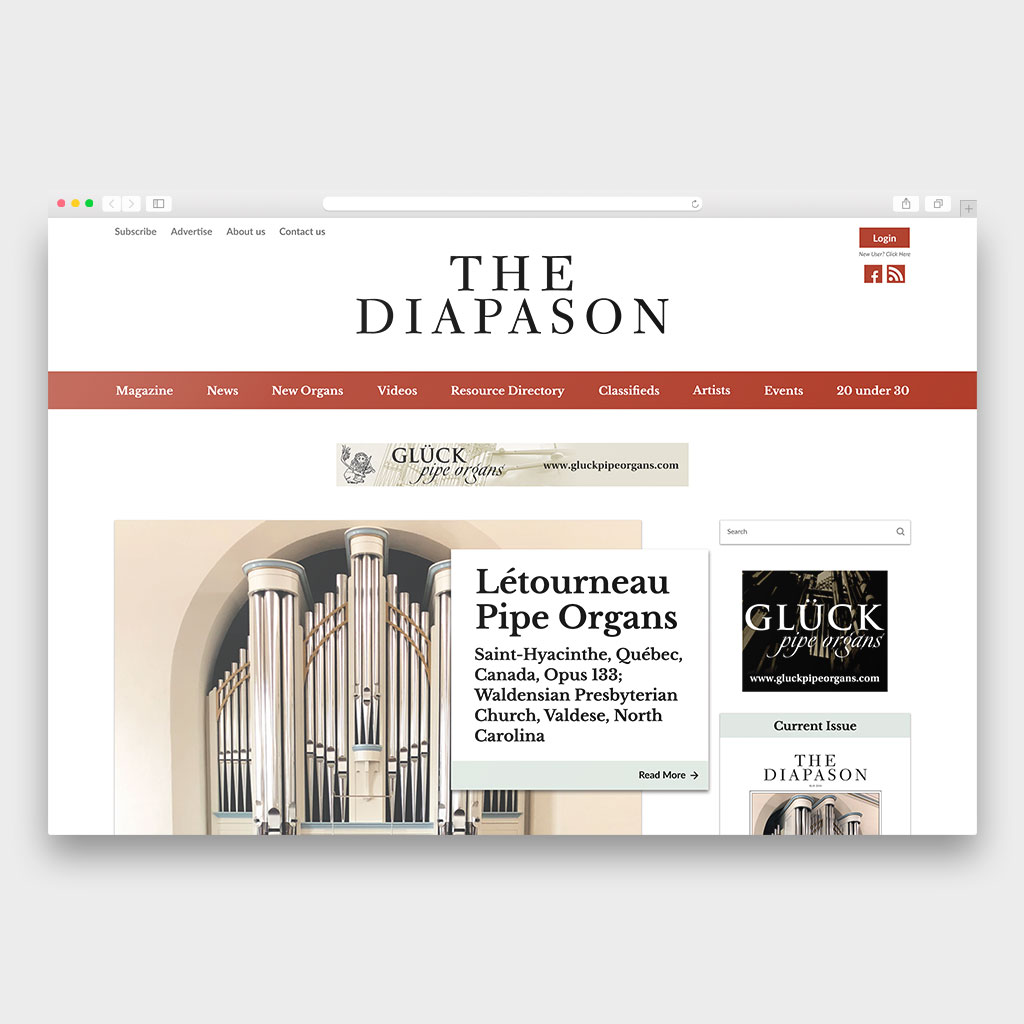 Subscribe Advertise About us Contact us
Login
New User? Click Here
THE
DIAPASON
Magazine News New Organs Videos Resource Directory Classifieds Artists Events 20 under 30
GLÜCK
pipe organs
www.gluckpipeorgans.com
Search
Létourneau
Pipe Organs
Saint-Hyacinthe, Québec,
Canada, Opus 133;
Waldensian Presbyterian
Church, Valdese, North
Carolina
Read More
GLÜCK
pipe organs
www.gluckpipeorgans.com
Current Issue
THE
DIAPASON